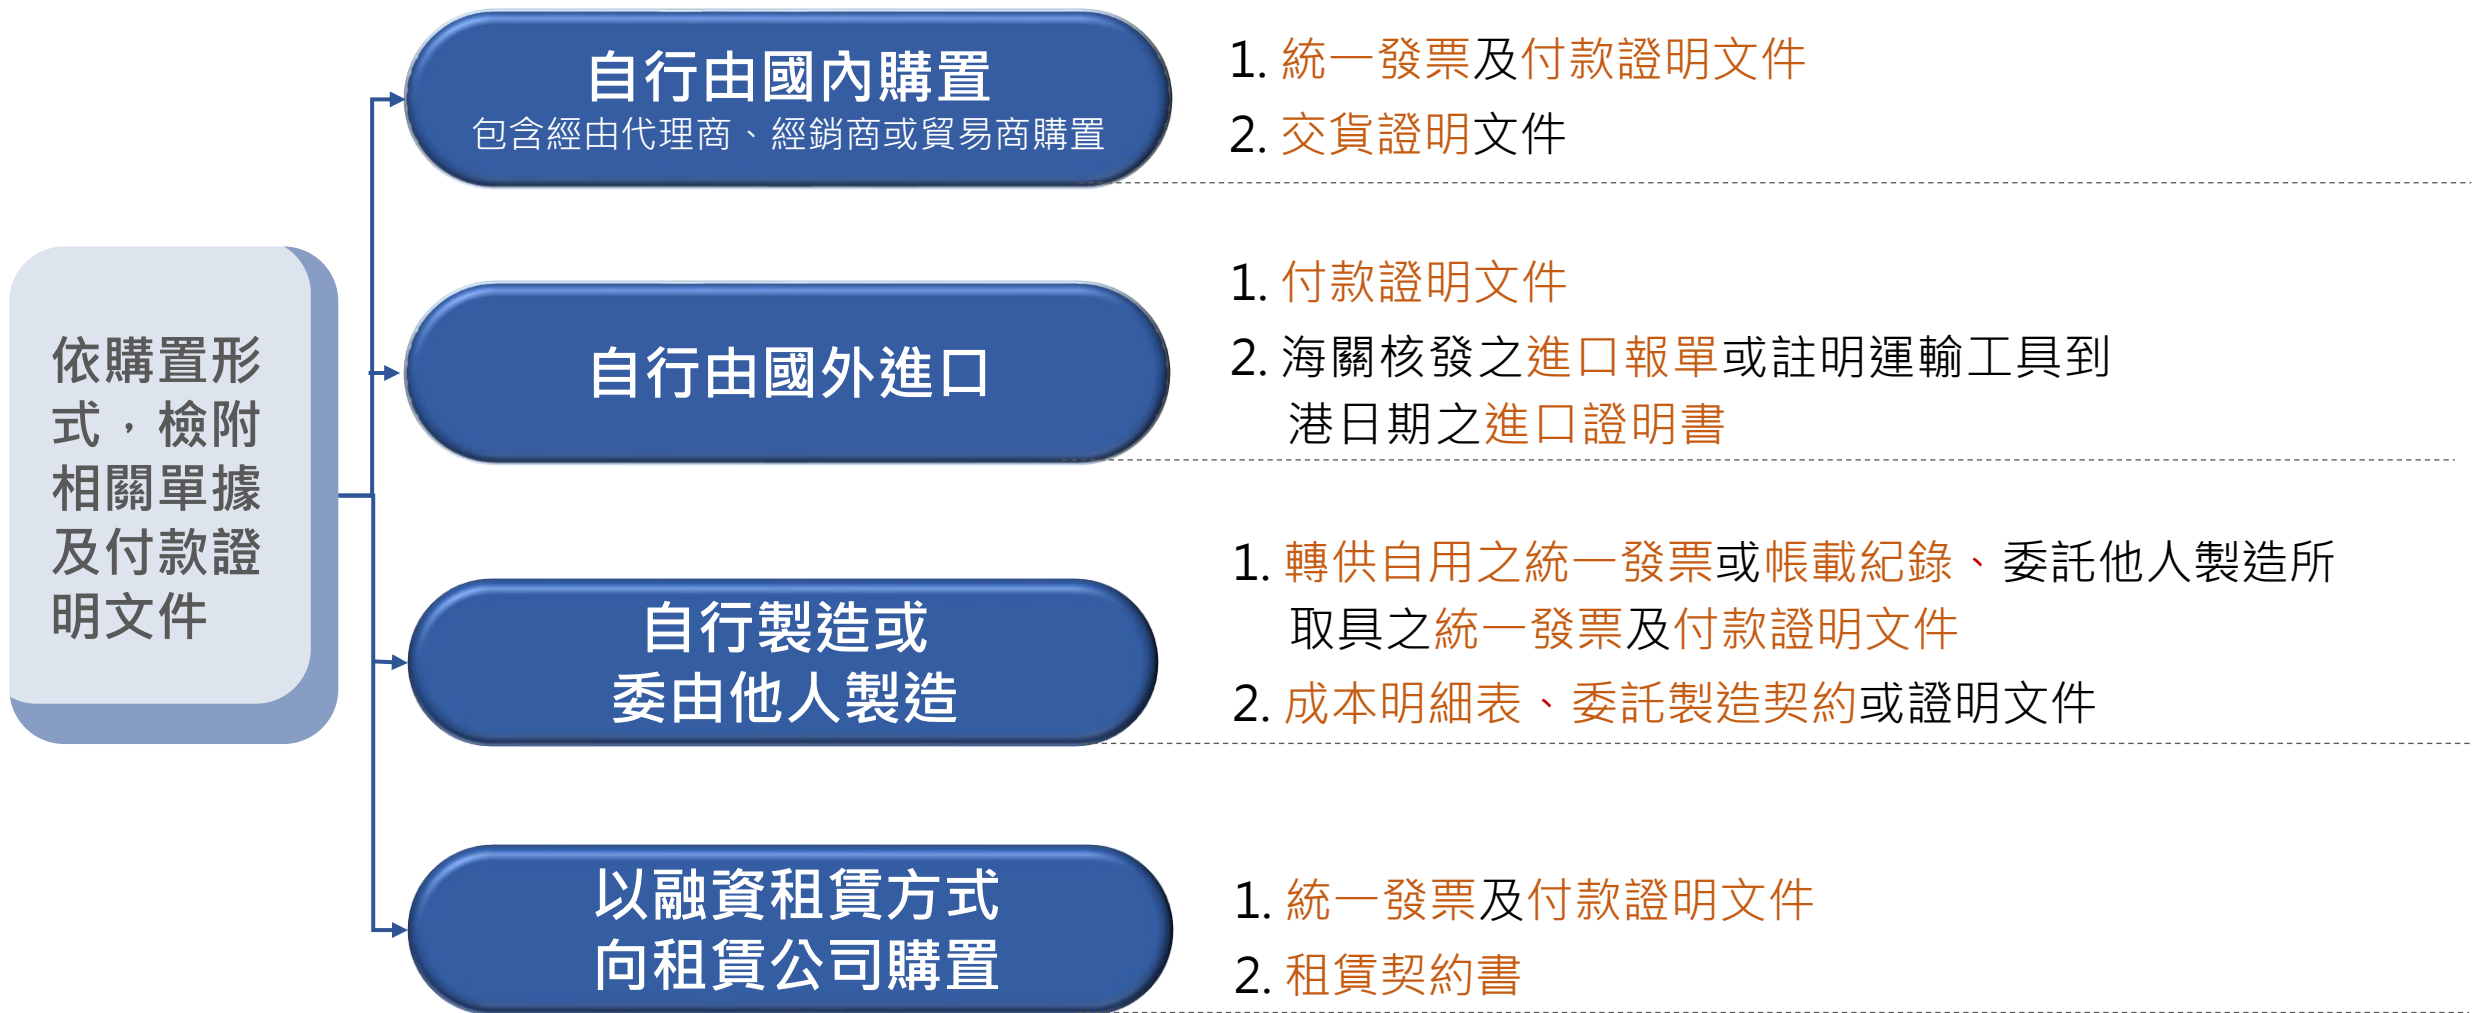 依購置形
式，檢附
相關單據
及付款證
明文件
自行由國內購置
包含經由代理商、經銷商或貿易商購置
1. 統一發票及付款證明文件
2. 交貨證明文件
自行由國外進口
1. 付款證明文件
2. 海關核發之進口報單或註明運輸工具到
港日期之進口證明書
自行製造或
委由他人製造
1. 轉供自用之統一發票或帳載紀錄、委託他人製造所
取具之統一發票及付款證明文件
2. 成本明細表、委託製造契約或證明文件
以融資租賃方式
向租賃公司購置
1. 統一發票及付款證明文件
2. 租賃契約書